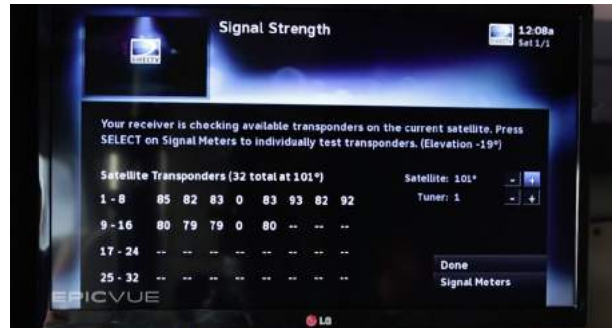 Signal Strength
DIRECTV
12:08a
Sat 1/1
Your receiver is checking available transponders on the current satellite. Press
SELECT on Signal Meters to individually test transponders. (Elevation -19°)
Satellite Transponders (32 total at 101°)
Satellite: 101° - +
1 - 8 85 82 83 0 83 93 82 92
Tuner: 1 - +
9 - 16 80 79 79 0 80 -- -- --
17 - 24 -- -- -- -- -- -- -- --
Done
25 - 32 -- -- -- -- -- -- -- --
Signal Meters
EPICVUE
LG